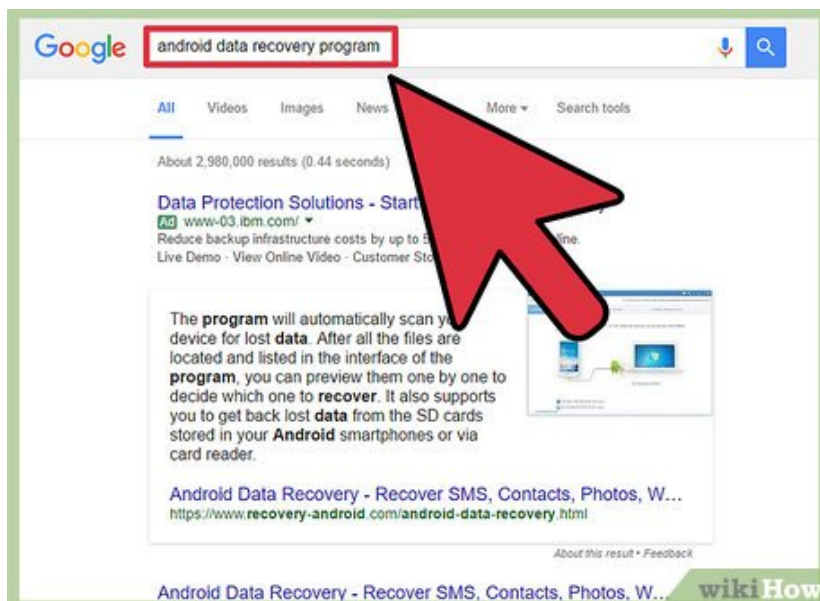 Google
android data recovery program
All Videos Images News More Search tools
About 2,980,000 results (0.44 seconds)
Data Protection Solutions - Start
Ad www-03.ibm.com/
Reduce backup infrastructure costs by up to line.
Live Demo - View Online Video - Customer
The program will automatically scan
device for lost data. After all the files are
located and listed in the interface of the
program, you can preview them one by one to
decide which one to recover. It also supports
you to get back lost data from the SD cards
stored in your Android smartphones or via
card reader.
Android Data Recovery - Recover SMS, Contacts, Photos, W...
https://www.recovery-android.com/android-data-recovery.html
About this result • Feedback
Android Data Recovery - Recover SMS, Contacts, Photos, W...
wikiHow